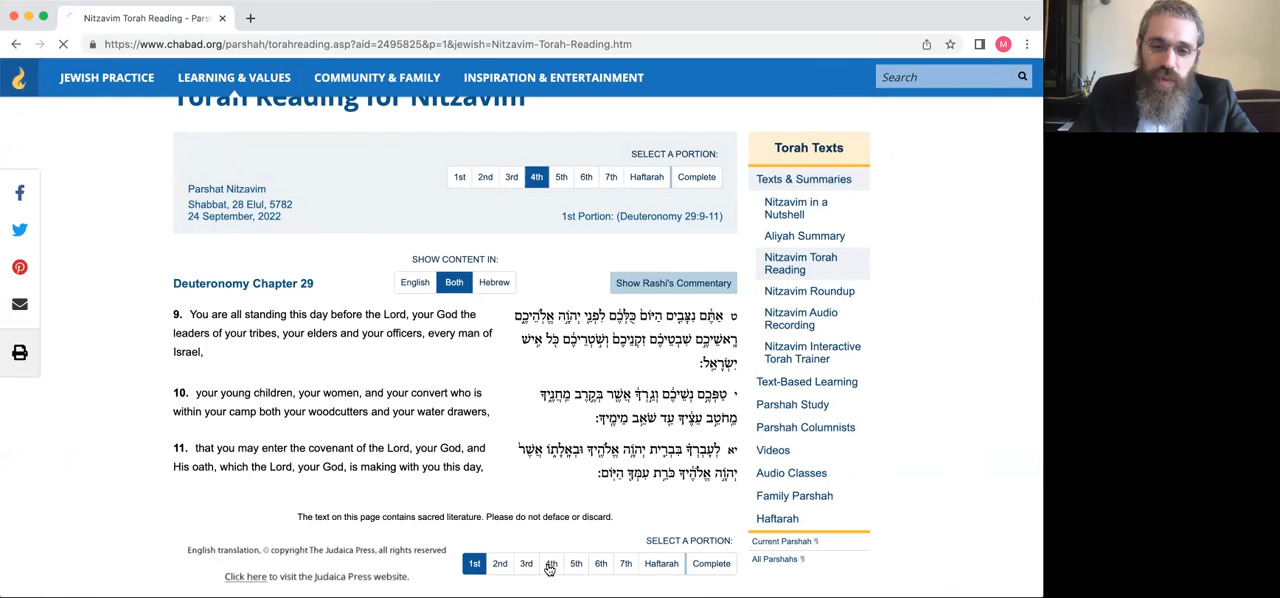 Nitzavim Torah Reading - Pars
https://www.chabad.org/parshah/torahreading.asp?aid=2495825&p=1&jewish=Nitzavim-Torah-Reading.htm
M
JEWISH PRACTICE
LEARNING & VALUES
COMMUNITY & FAMILY
INSPIRATION & ENTERTAINMENT
Search
Torah Reading for Nitzavim
SELECT A PORTION:
1st 2nd 3rd 4th 5th 6th 7th Haftarah Complete
Parshat Nitzavim
Shabbat, 28 Elul, 5782
24 September, 2022
1st Portion: (Deuteronomy 29:9-11)
SHOW CONTENT IN:
Deuteronomy Chapter 29
English Both Hebrew
Show Rashi's Commentary
9. You are all standing this day before the Lord, your God the
leaders of your tribes, your elders and your officers, every man of
Israel,
ט אַתֶּ֨ם נִצָּבִ֤ים הַיּוֹם֙ כֻּלְּכֶ֔ם לִפְנֵ֖י יְהֹוָ֣ה אֱלֹֽהֵיכֶ֑ם
רָֽאשֵׁיכֶ֣ם שִׁבְטֵיכֶ֗ם זִקְנֵיכֶם֙ וְשֹׁ֣טְרֵיכֶ֔ם כֹּ֖ל אִ֥ישׁ
יִשְׂרָאֵֽל:
10. your young children, your women, and your convert who is
within your camp both your woodcutters and your water drawers,
י טַפְּכֶ֣ם נְשֵׁיכֶ֔ם וְגֵ֣רְךָ֔ אֲשֶׁ֖ר בְּקֶ֣רֶב מַֽחֲנֶ֑יךָ
מֵֽחֹטֵ֣ב עֵצֶ֔יךָ עַ֖ד שֹׁאֵ֥ב מֵימֶֽיךָ:
11. that you may enter the covenant of the Lord, your God, and
His oath, which the Lord, your God, is making with you this day,
יא לְעָבְרְךָ֗ בִּבְרִ֛ית יְהֹוָ֥ה אֱלֹהֶ֖יךָ וּבְאָֽלָת֑וֹ אֲשֶׁר֙
יְהֹוָ֣ה אֱלֹהֶ֔יךָ כֹּרֵ֥ת עִמְּךָ֖ הַיּֽוֹם:
The text on this page contains sacred literature. Please do not deface or discard.
SELECT A PORTION:
English translation, © copyright The Judaica Press, all rights reserved
1st 2nd 3rd 4th 5th 6th 7th Haftarah Complete
Click here to visit the Judaica Press website.
Torah Texts
Texts & Summaries
Nitzavim in a
Nutshell
Aliyah Summary
Nitzavim Torah
Reading
Nitzavim Roundup
Nitzavim Audio
Recording
Nitzavim Interactive
Torah Trainer
Text-Based Learning
Parshah Study
Parshah Columnists
Videos
Audio Classes
Family Parshah
Haftarah
Current Parshah
All Parshahs